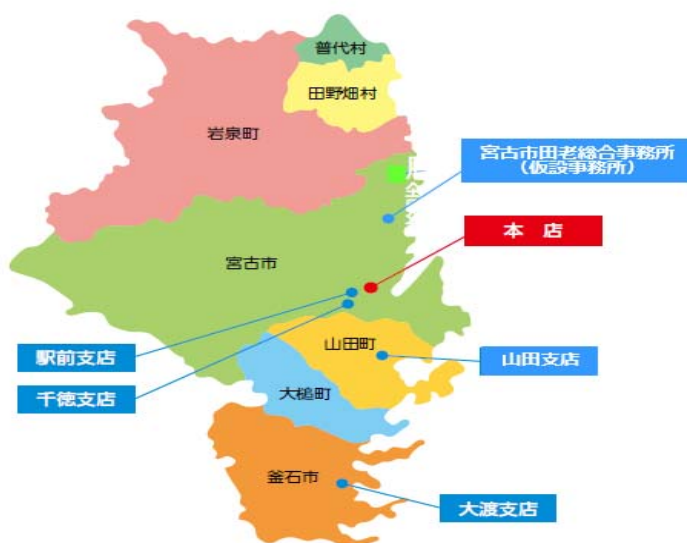 普代村
田野畑村
岩泉町
宮古市田老総合事務所
（仮設事務所）
本　店
宮古市
駅前支店
山田町
山田支店
千徳支店
大槌町
釜石市
大渡支店